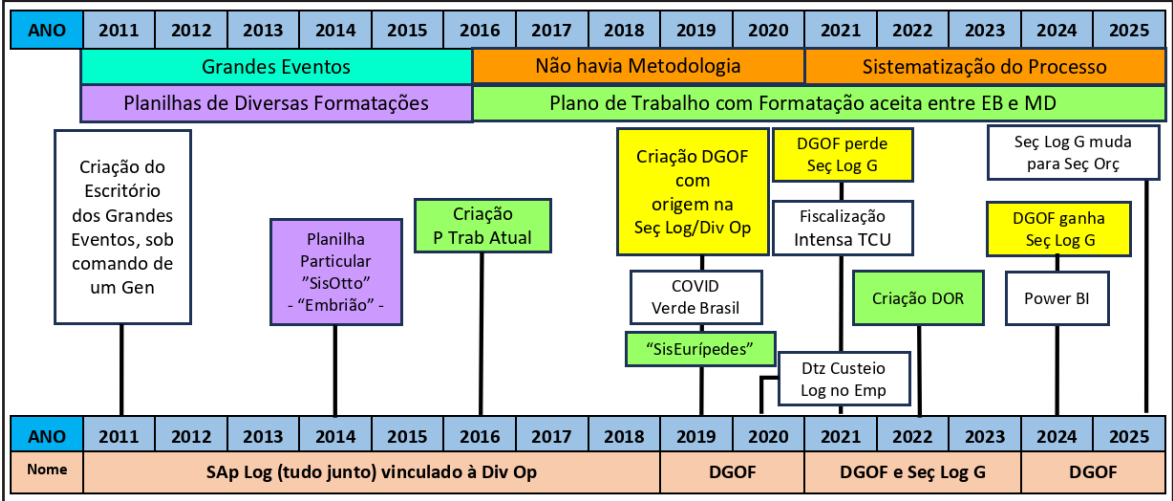 ANO 2011 2012 2013 2014 2015 2016 2017 2018 2019 2020 2021 2022 2023 2024 2025
Grandes Eventos Não havia Metodologia Sistematização do Processo
Planilhas de Diversas Formatações Plano de Trabalho com Formatação aceita entre EB e MD
Criação do
Escritório
dos Grandes
Eventos, sob
comando de
um Gen
Planilha
Particular
"SisOtto"
- "Embrião" -
Criação
P Trab Atual
Criação DGOF
com
origem na
Seç Log/Div Op
COVID
Verde Brasil
"SisEurípedes"
DGOF perde
Seç Log G
Fiscalização
Intensa TCU
Dtz Custeio
Log no Emp
Criação DOR
Seç Log G muda
para Seç Orç
DGOF ganha
Seç Log G
Power BI
ANO 2011 2012 2013 2014 2015 2016 2017 2018 2019 2020 2021 2022 2023 2024 2025
Nome SAp Log (tudo junto) vinculado à Div Op DGOF DGOF e Seç Log G DGOF